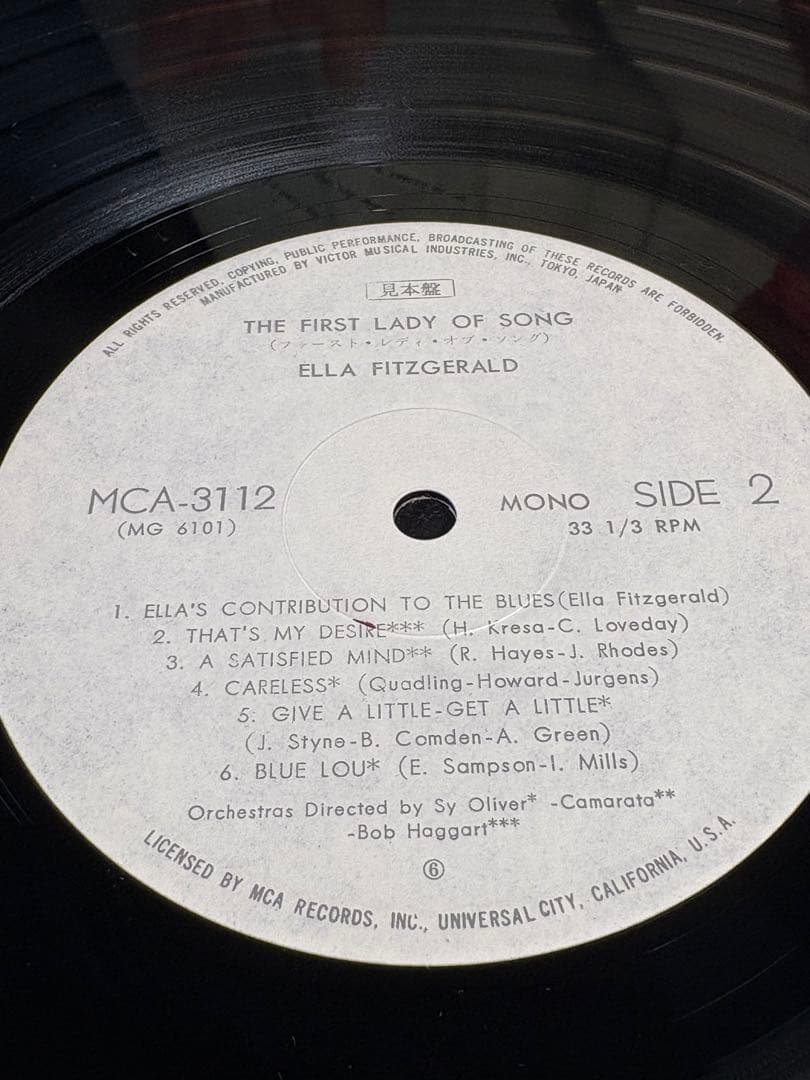 ALL RIGHTS RESERVED, COPYING, PUBLIC PERFORMANCE, BROADCASTING OF THESE RECORDS ARE FORBIDDEN.
MANUFACTURED BY VICTOR MUSICAL INDUSTRIES, INC., TOKYO, JAPAN
見本盤
THE FIRST LADY OF SONG
(ファースト・レディ・オブ・ソング)
ELLA FITZGERALD
MCA-3112
(MG 6101)
MONO SIDE 2
33 1/3 RPM
1. ELLA'S CONTRIBUTION TO THE BLUES(Ella Fitzgerald)
2. THAT'S MY DESIRE*** (H. Kresa-C. Loveday)
3. A SATISFIED MIND** (R. Hayes-J. Rhodes)
4. CARELESS* (Quadling-Howard-Jurgens)
5. GIVE A LITTLE-GET A LITTLE*
(J. Styne-B. Comden-A. Green)
6. BLUE LOU* (E. Sampson-I. Mills)
Orchestras Directed by Sy Oliver* -Camarata**
-Bob Haggart***
⑥
LICENSED BY MCA RECORDS, INC., UNIVERSAL CITY, CALIFORNIA, U.S.A.